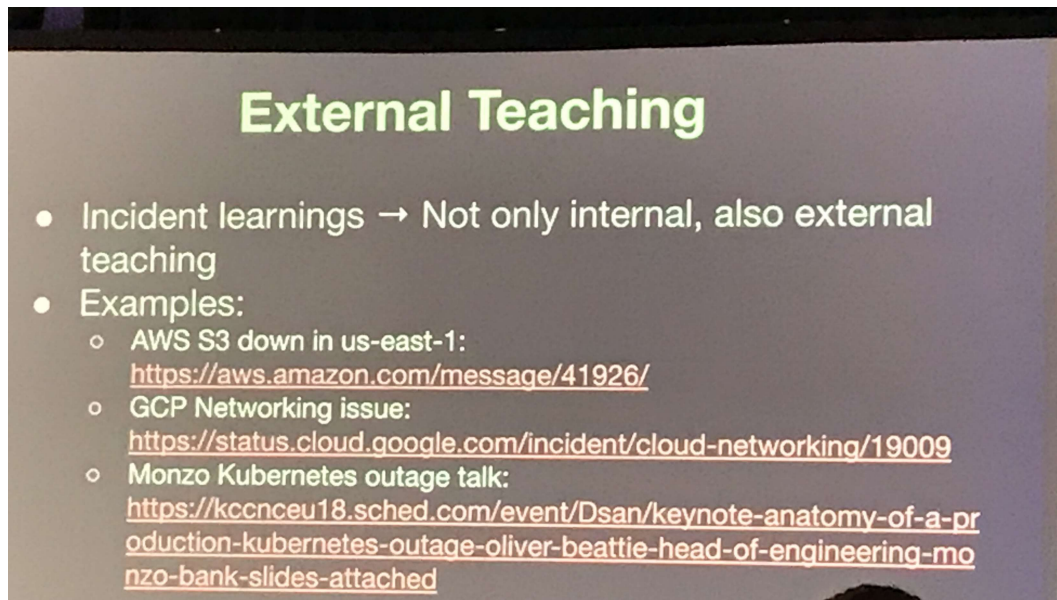 External Teaching
● Incident learnings → Not only internal, also external
teaching
● Examples:
○ AWS S3 down in us-east-1:
https://aws.amazon.com/message/41926/
○ GCP Networking issue:
https://status.cloud.google.com/incident/cloud-networking/19009
○ Monzo Kubernetes outage talk:
https://kccnceu18.sched.com/event/Dsan/keynote-anatomy-of-a-pr
oduction-kubernetes-outage-oliver-beattie-head-of-engineering-mo
nzo-bank-slides-attached